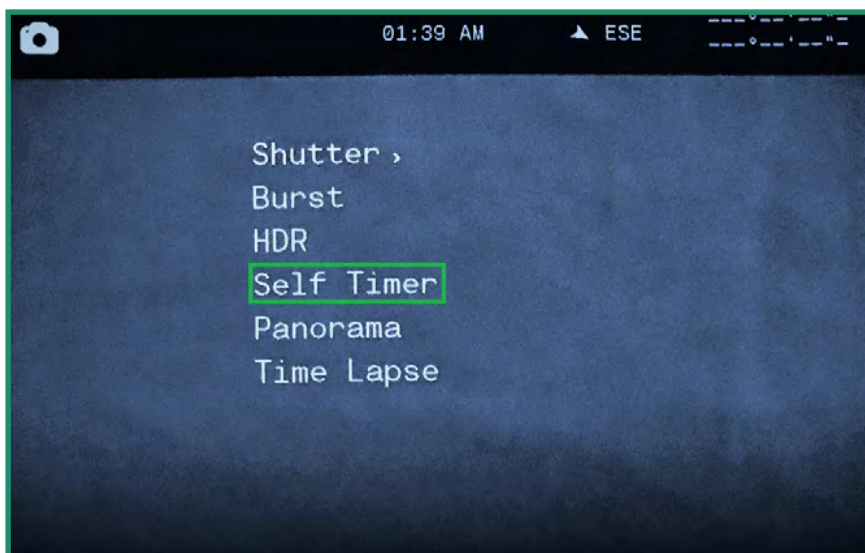 01:39 AM ESE ---°--'--"-
---°--'--"-
Shutter ›
Burst
HDR
Self Timer
Panorama
Time Lapse